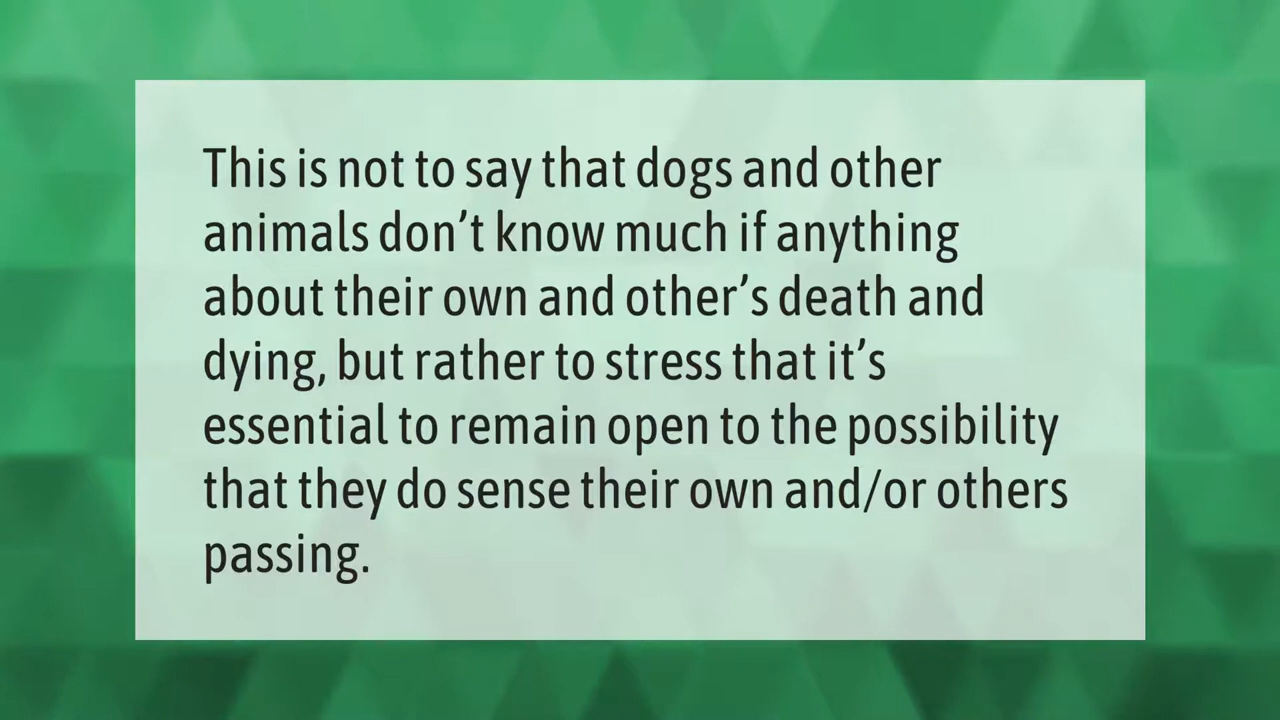 This is not to say that dogs and other
animals don’t know much if anything
about their own and other’s death and
dying, but rather to stress that it’s
essential to remain open to the possibility
that they do sense their own and/or others
passing.